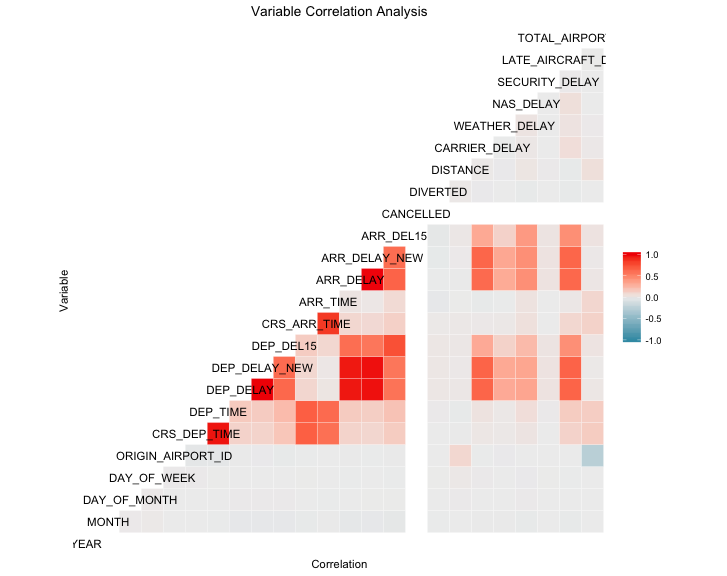 Variable Correlation Analysis
TOTAL_AIRPOR
LATE_AIRCRAFT_D
SECURITY_DELAY
NAS_DELAY
WEATHER_DELAY
CARRIER_DELAY
DISTANCE
DIVERTED
CANCELLED
ARR_DEL15
ARR_DELAY_NEW
ARR_DELAY
ARR_TIME
CRS_ARR_TIME
DEP_DEL15
DEP_DELAY_NEW
DEP_DELAY
DEP_TIME
CRS_DEP_TIME
ORIGIN_AIRPORT_ID
DAY_OF_WEEK
DAY_OF_MONTH
MONTH
YEAR
Variable
Correlation
1.0
0.5
0.0
-0.5
-1.0